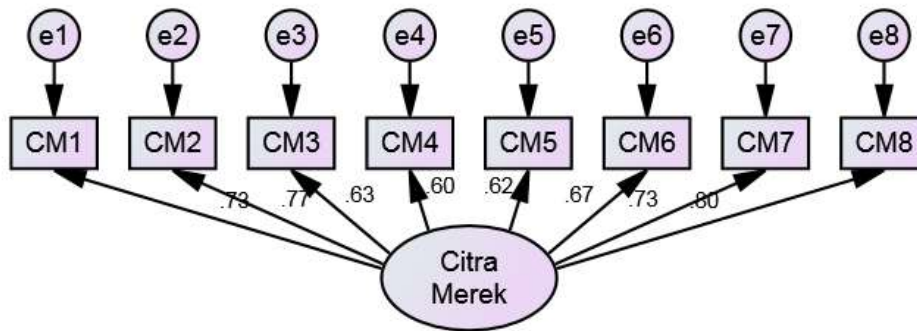 e1 e2 e3 e4 e5 e6 e7 e8
CM1 CM2 CM3 CM4 CM5 CM6 CM7 CM8
.73 .77 .63 .60 .62 .67 .73 .80
Citra
Merek